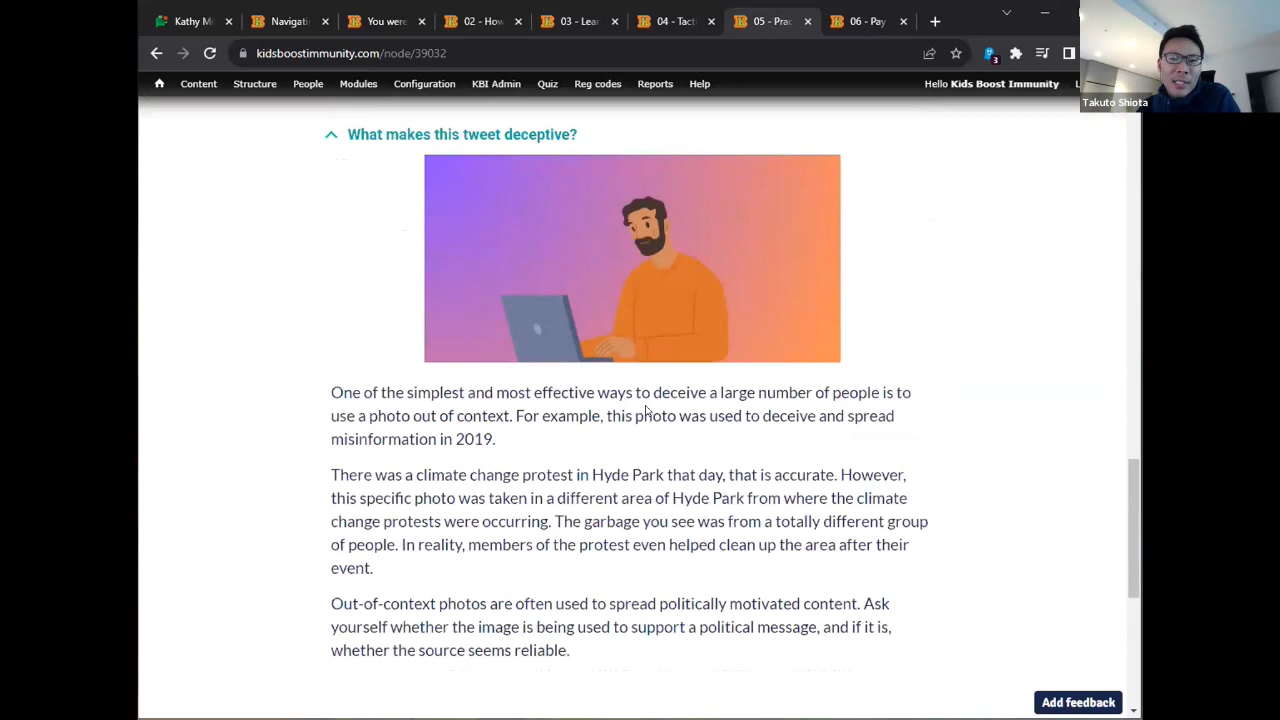 Kathy M
Navigati
You were
02 - How
03 - Lear
04 - Tacti
05 - Prac
06 - Pay
kidsboostimmunity.com/node/39032
3
Content Structure People Modules Configuration KBI Admin Quiz Reg codes Reports Help Hello Kids Boost Immunity
Takuto Shiota
What makes this tweet deceptive?
One of the simplest and most effective ways to deceive a large number of people is to
use a photo out of context. For example, this photo was used to deceive and spread
misinformation in 2019.
There was a climate change protest in Hyde Park that day, that is accurate. However,
this specific photo was taken in a different area of Hyde Park from where the climate
change protests were occurring. The garbage you see was from a totally different group
of people. In reality, members of the protest even helped clean up the area after their
event.
Out-of-context photos are often used to spread politically motivated content. Ask
yourself whether the image is being used to support a political message, and if it is,
whether the source seems reliable.
Add feedback